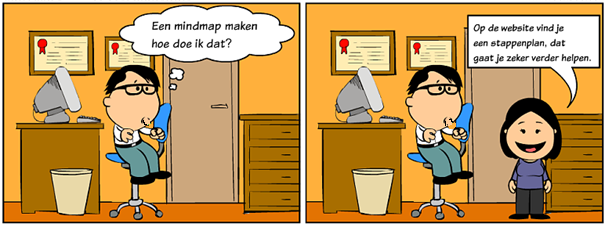 Een mindmap maken
hoe doe ik dat?
Op de website vind je
een stappenplan, dat
gaat je zeker verder helpen.